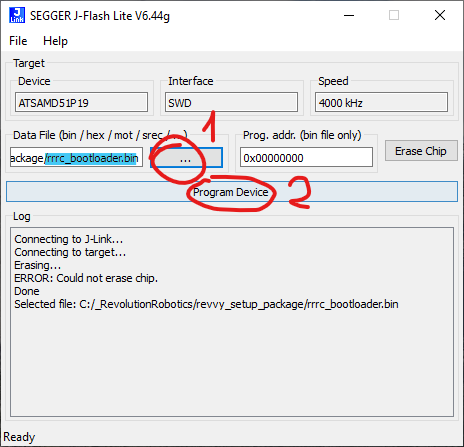 J Link SEGGER J-Flash Lite V6.44g
File Help
Target
Device Interface Speed
ATSAMD51P19 SWD 4000 kHz
1
Data File (bin / hex / mot / srec / ...) Prog. addr. (bin file only)
ackage/rrrc_bootloader.bin ... 0x00000000 Erase Chip
Program Device 2
Log
Connecting to J-Link...
Connecting to target...
Erasing...
ERROR: Could not erase chip.
Done
Selected file: C:/_RevolutionRobotics/revvy_setup_package/rrrc_bootloader.bin
Ready